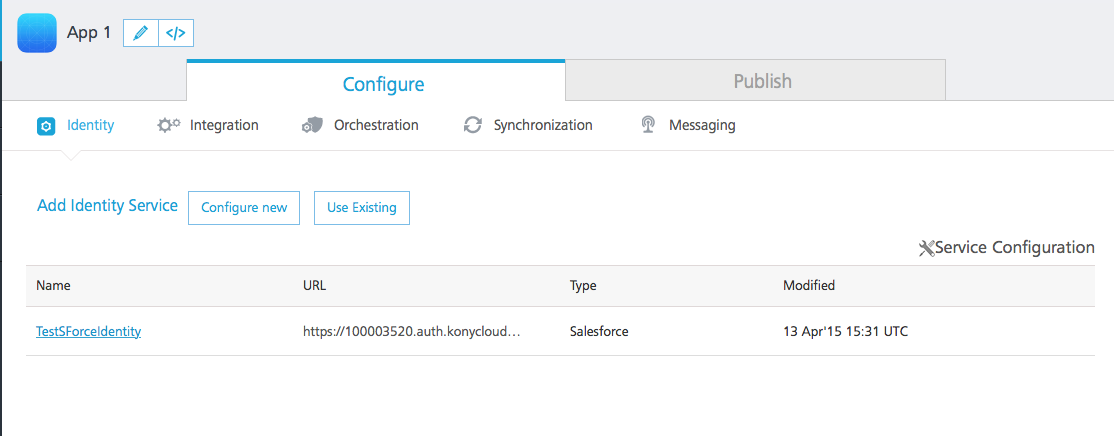 App 1 </>
Configure Publish
Identity Integration Orchestration Synchronization Messaging
Add Identity Service Configure new Use Existing
Service Configuration
Name URL Type Modified
TestSForceIdentity https://100003520.auth.konycloud... Salesforce 13 Apr'15 15:31 UTC